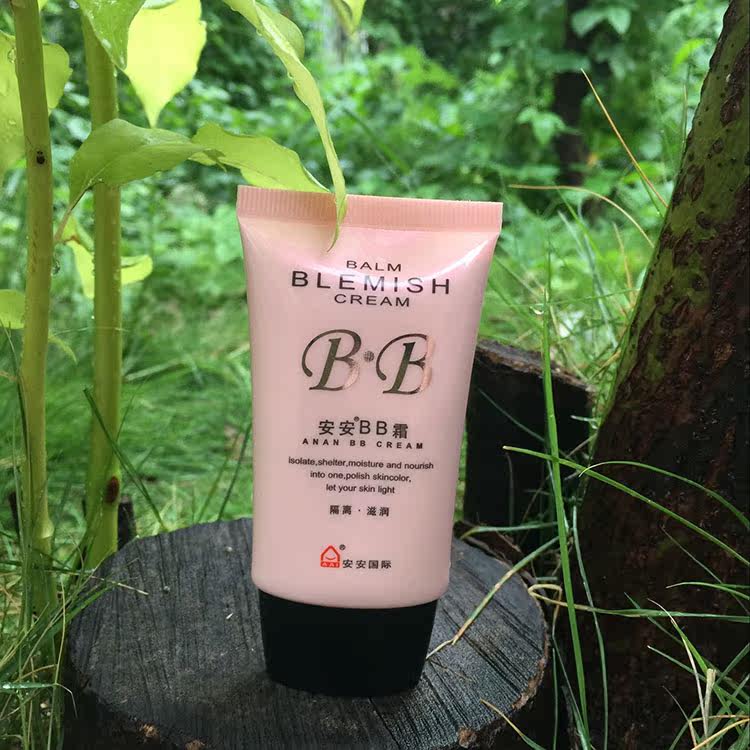 BALM
BLEMISH
CREAM
B·B
安安®BB霜
ANAN BB CREAM
isolate,shelter,moisture and nourish
into one,polish skincolor,
let your skin light
隔离·滋润
AAI ® 安安国际